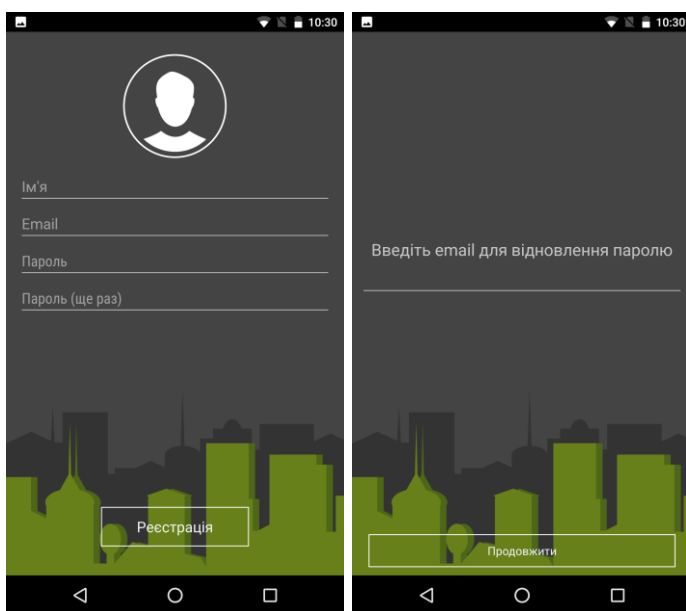 10:30
Ім'я
Email
Пароль
Пароль (ще раз)
Реєстрація
10:30
Введіть email для відновлення паролю
Продовжити